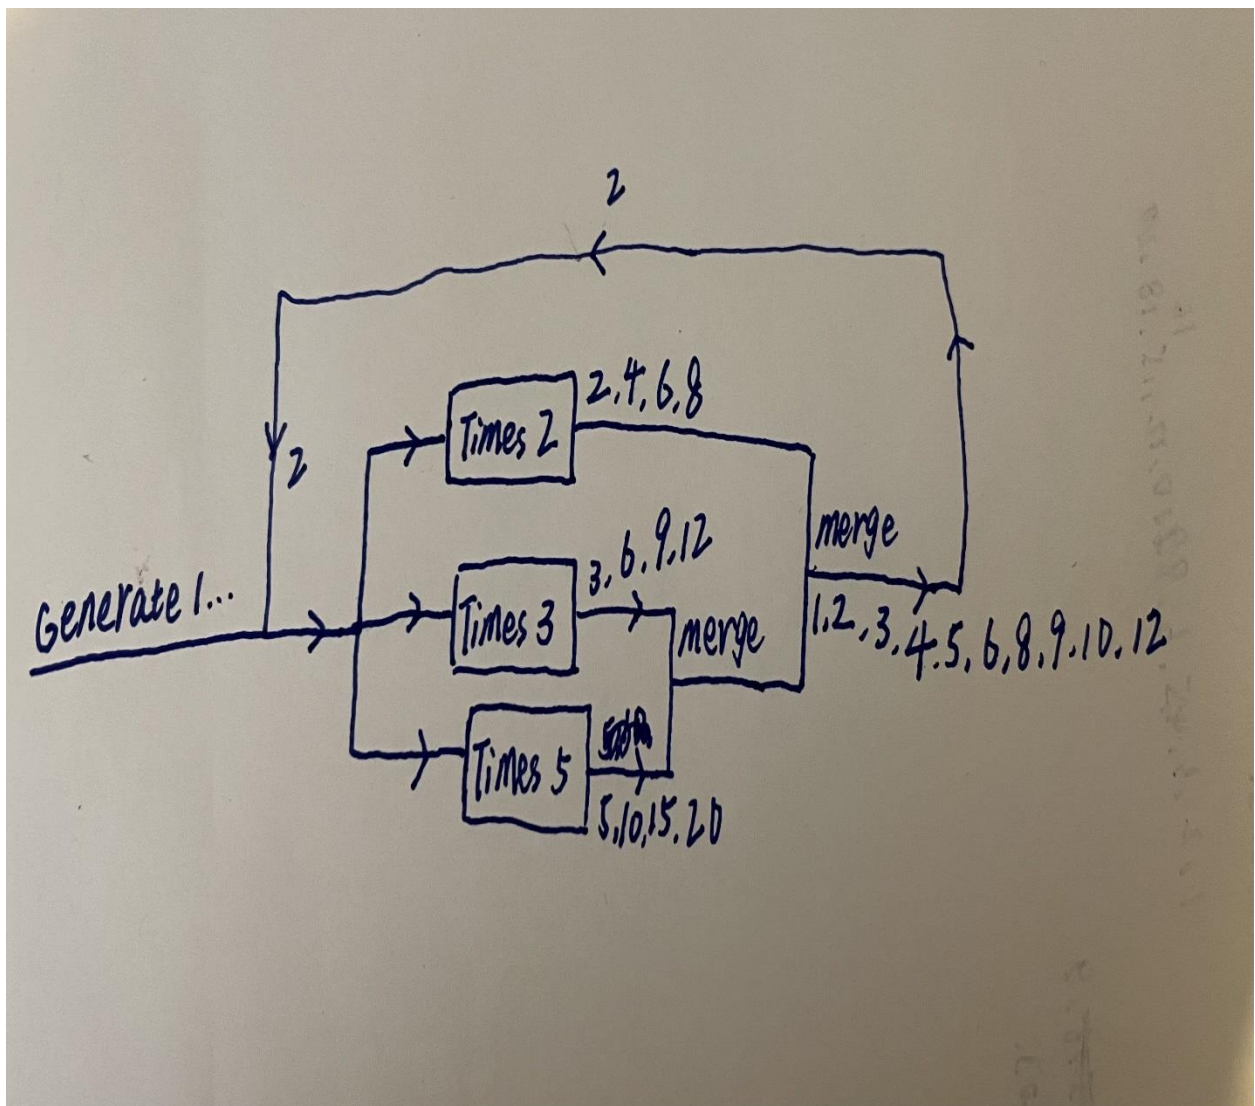 2
2,4,6,8
Times 2
2
3,6,9,12
merge
Generate 1...
Times 3
merge
1,2,3,4.5,6,8,9.10,12
Times 5
5,10,15.20